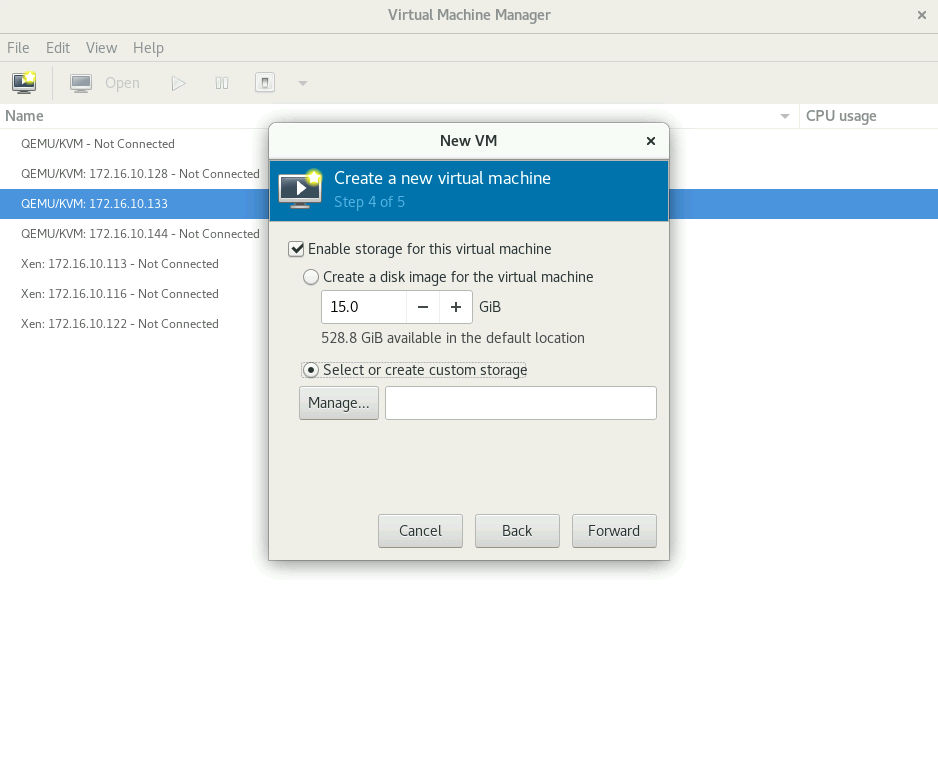 Virtual Machine Manager
File Edit View Help
Open
Name CPU usage
QEMU/KVM - Not Connected
QEMU/KVM: 172.16.10.128 - Not Connected
QEMU/KVM: 172.16.10.133
QEMU/KVM: 172.16.10.144 - Not Connected
Xen: 172.16.10.113 - Not Connected
Xen: 172.16.10.116 - Not Connected
Xen: 172.16.10.122 - Not Connected
New VM
Create a new virtual machine
Step 4 of 5
Enable storage for this virtual machine
Create a disk image for the virtual machine
15.0 − + GiB
528.8 GiB available in the default location
Select or create custom storage
Manage...
Cancel Back Forward